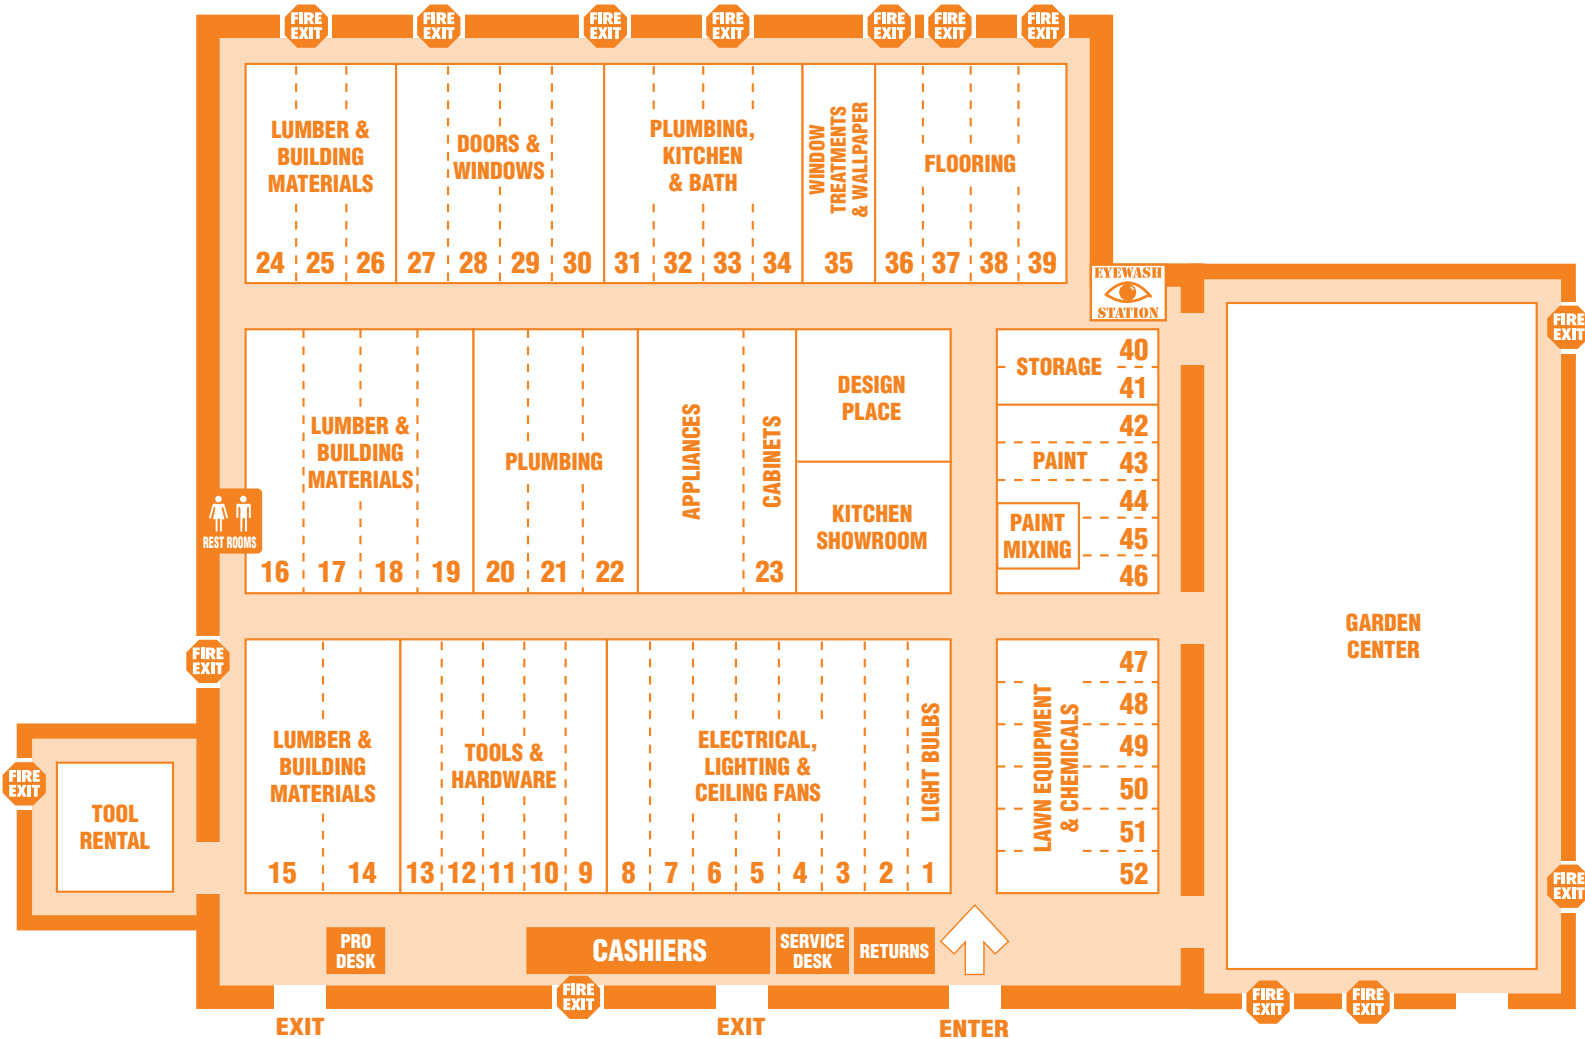 FIRE EXIT
FIRE EXIT
FIRE EXIT
FIRE EXIT
FIRE EXIT
FIRE EXIT
FIRE EXIT
LUMBER &
BUILDING
MATERIALS
24 25 26
DOORS &
WINDOWS
27 28 29 30
PLUMBING,
KITCHEN
& BATH
31 32 33 34
WINDOW
TREATMENTS
& WALLPAPER
35
FLOORING
36 37 38 39
EYEWASH
STATION
FIRE EXIT
LUMBER &
BUILDING
MATERIALS
16 17 18 19
PLUMBING
20 21 22
APPLIANCES
CABINETS
23
DESIGN
PLACE
KITCHEN
SHOWROOM
STORAGE
40
41
PAINT
42
43
44
PAINT
MIXING
45
46
REST ROOMS
GARDEN
CENTER
FIRE EXIT
LUMBER &
BUILDING
MATERIALS
15 14
TOOLS &
HARDWARE
13 12 11 10 9
ELECTRICAL,
LIGHTING &
CEILING FANS
8 7 6 5 4 3 2
LIGHT BULBS
1
LAWN EQUIPMENT
& CHEMICALS
47
48
49
50
51
52
FIRE EXIT
TOOL
RENTAL
FIRE EXIT
PRO
DESK
CASHIERS
SERVICE
DESK
RETURNS
FIRE EXIT
FIRE EXIT
FIRE EXIT
EXIT
EXIT
ENTER